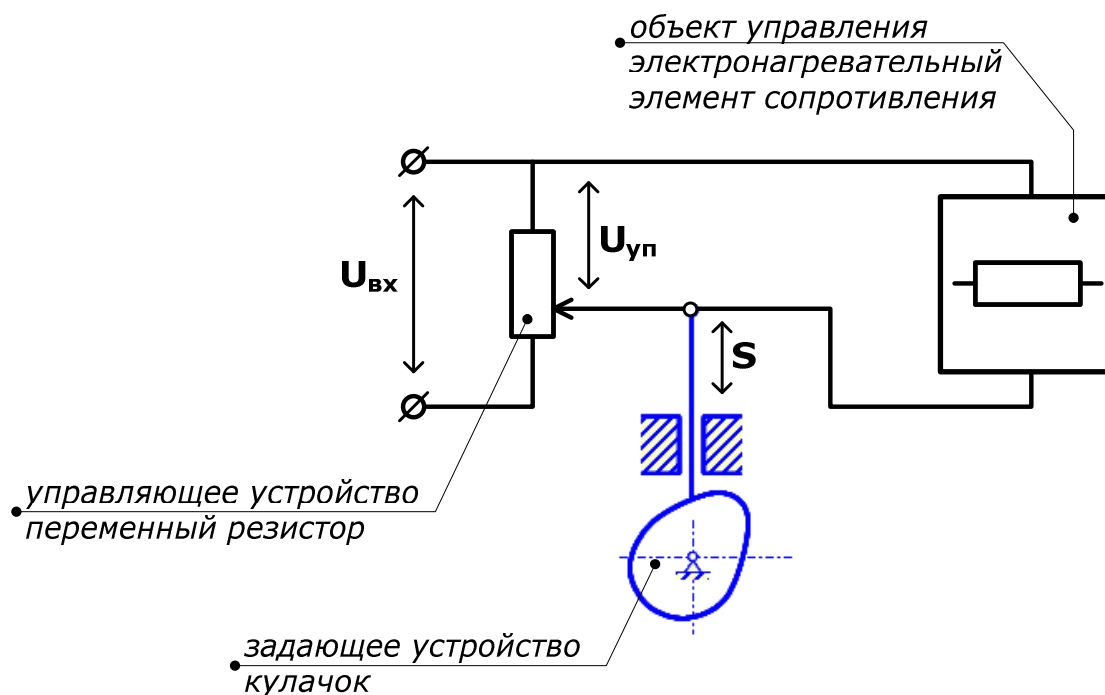 объект управления
электронагревательный
элемент сопротивления
Uуп
Uвх
S
управляющее устройство
переменный резистор
задающее устройство
кулачок